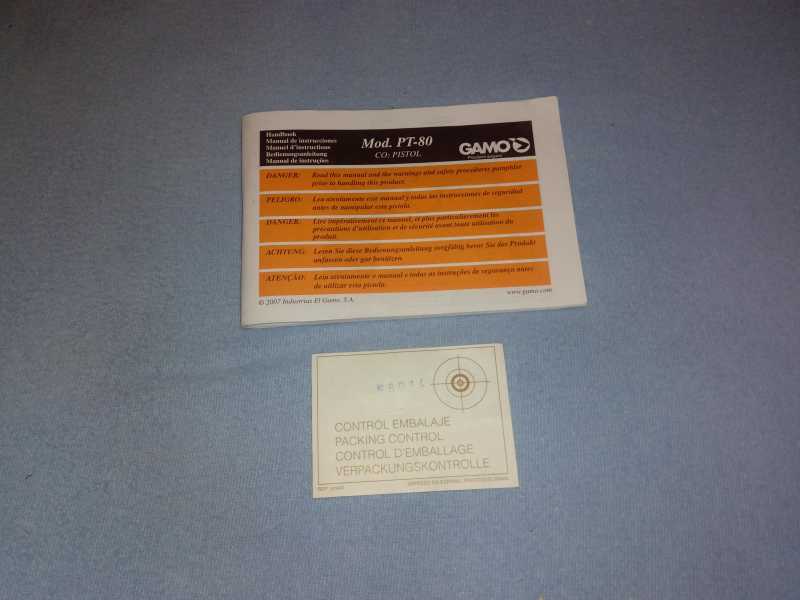 Handbook
Manual de instrucciones
Manuel d'instructions
Bedienungsanleitung
Manual de instruções
Mod. PT-80
CO2 PISTOL
GAMO
DANGER: Read this manual and the warnings and safety procedures pamphlet
prior to handling this product.
PELIGRO: Lea atentamente este manual y todas las instrucciones de seguridad
antes de manipular esta pistola.
DANGER: Lire impérativement ce manuel, et plus particulièrement les
précautions d'utilisation et de sécurité avant toute utilisation du
produit.
ACHTUNG: Lesen Sie diese Bedienungsanleitung sorgfältig bevor Sie das Produkt
anfassen oder gar benützen.
ATENÇÃO: Leia atentamente o manual e todas as instruções de segurança antes
de utilizar esta pistola.
© 2007 Industrias El Gamo, S.A.
www.gamo.com
CONTROL EMBALAJE
PACKING CONTROL
CONTROL D'EMBALLAGE
VERPACKUNGSKONTROLLE